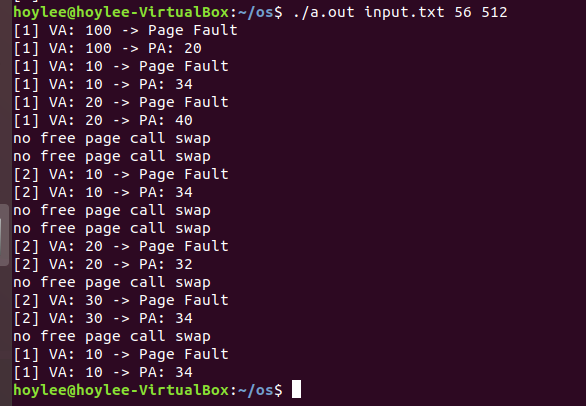 hoylee@hoylee-VirtualBox:~/os$ ./a.out input.txt 56 512
[1] VA: 100 -> Page Fault
[1] VA: 100 -> PA: 20
[1] VA: 10 -> Page Fault
[1] VA: 10 -> PA: 34
[1] VA: 20 -> Page Fault
[1] VA: 20 -> PA: 40
no free page call swap
no free page call swap
[2] VA: 10 -> Page Fault
[2] VA: 10 -> PA: 34
no free page call swap
no free page call swap
[2] VA: 20 -> Page Fault
[2] VA: 20 -> PA: 32
no free page call swap
[2] VA: 30 -> Page Fault
[2] VA: 30 -> PA: 34
no free page call swap
[1] VA: 10 -> Page Fault
[1] VA: 10 -> PA: 34
hoylee@hoylee-VirtualBox:~/os$